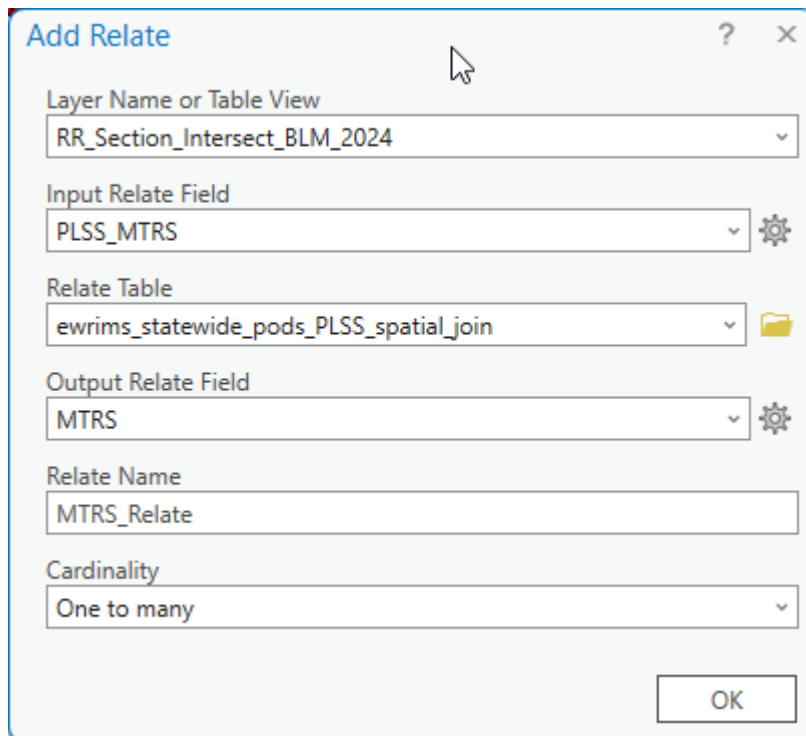 Add Relate
?
Layer Name or Table View
RR_Section_Intersect_BLM_2024
Input Relate Field
PLSS_MTRS
Relate Table
ewrims_statewide_pods_PLSS_spatial_join
Output Relate Field
MTRS
Relate Name
MTRS_Relate
Cardinality
One to many
OK